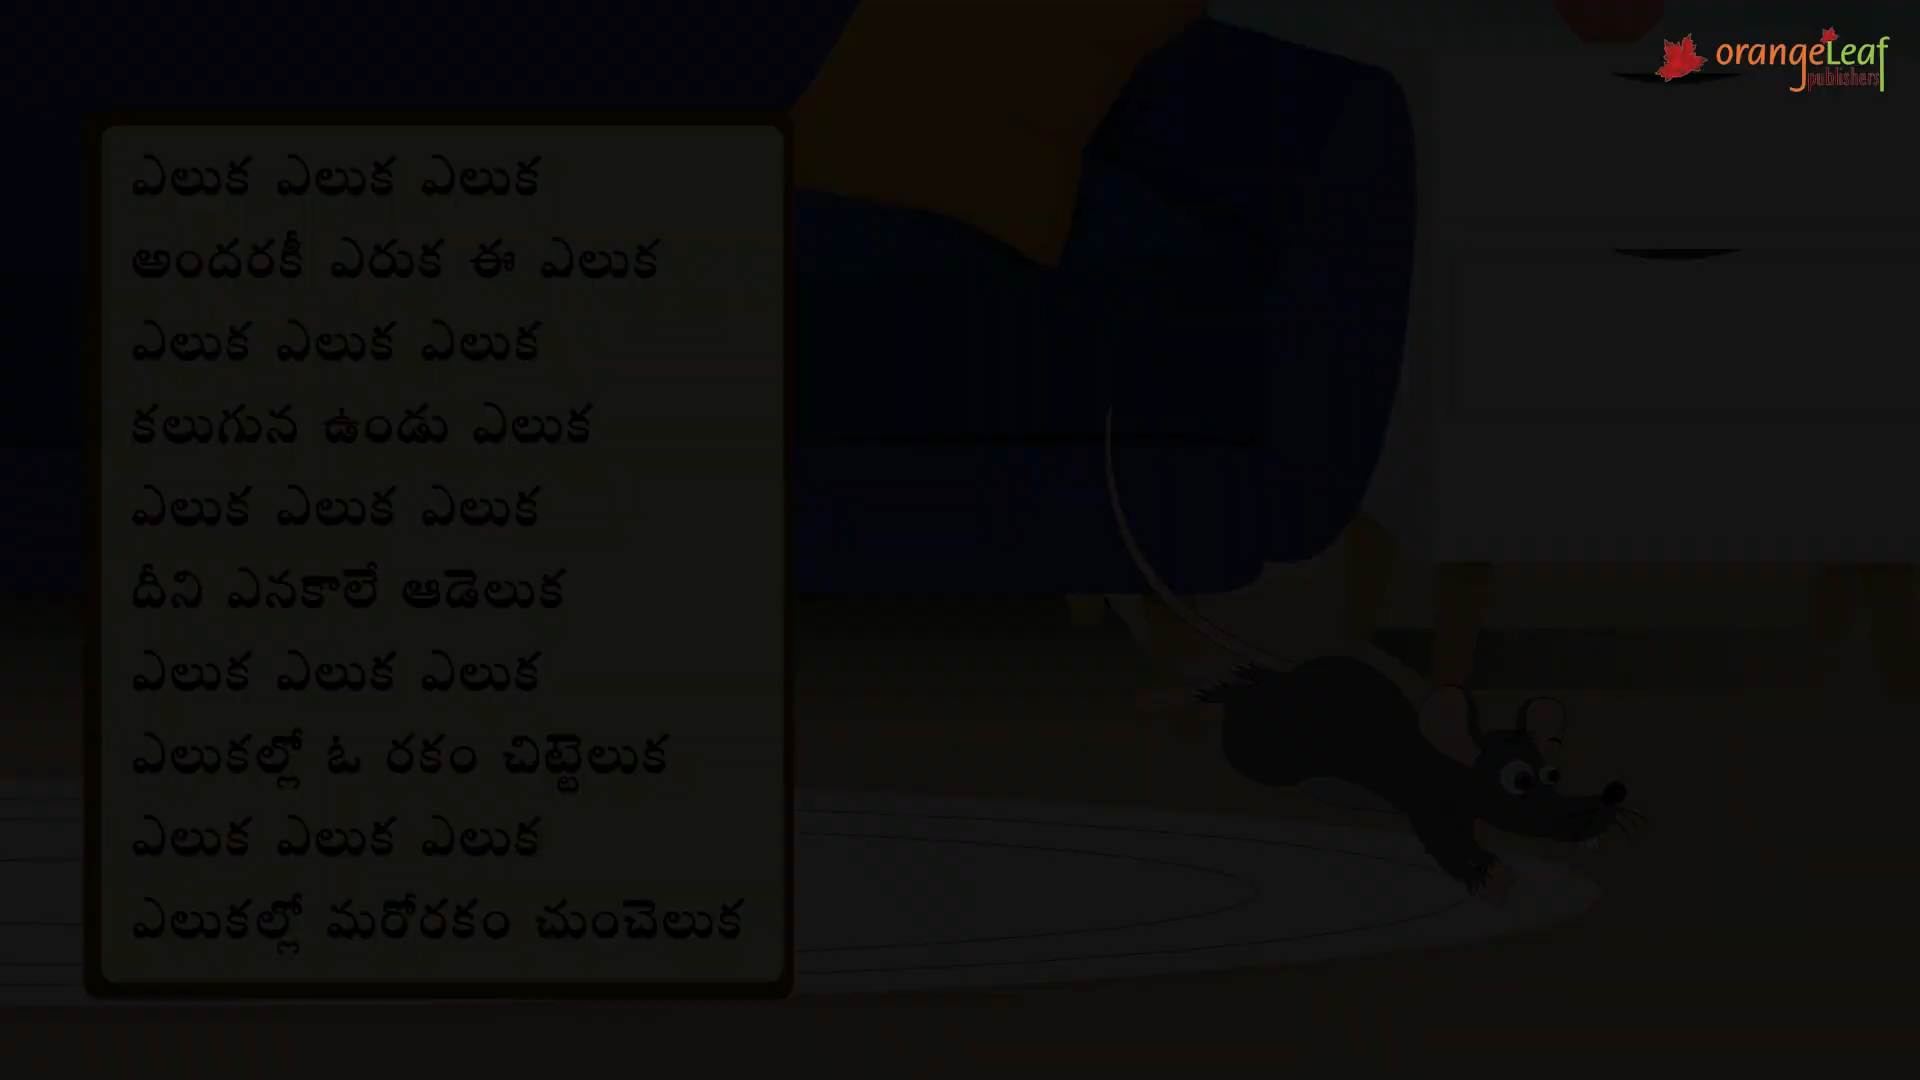 orangeLeaf
publishers
ఎలుక ఎలుక ఎలుక
అందరకీ ఎరుక ఈ ఎలుక
ఎలుక ఎలుక ఎలుక
కలుగున ఉండు ఎలుక
ఎలుక ఎలుక ఎలుక
దీని ఎనకాలే ఆడెలుక
ఎలుక ఎలుక ఎలుక
ఎలుకల్లో ఓ రకం చిట్టెలుక
ఎలుక ఎలుక ఎలుక
ఎలుకల్లో మరోరకం చుంచెలుక